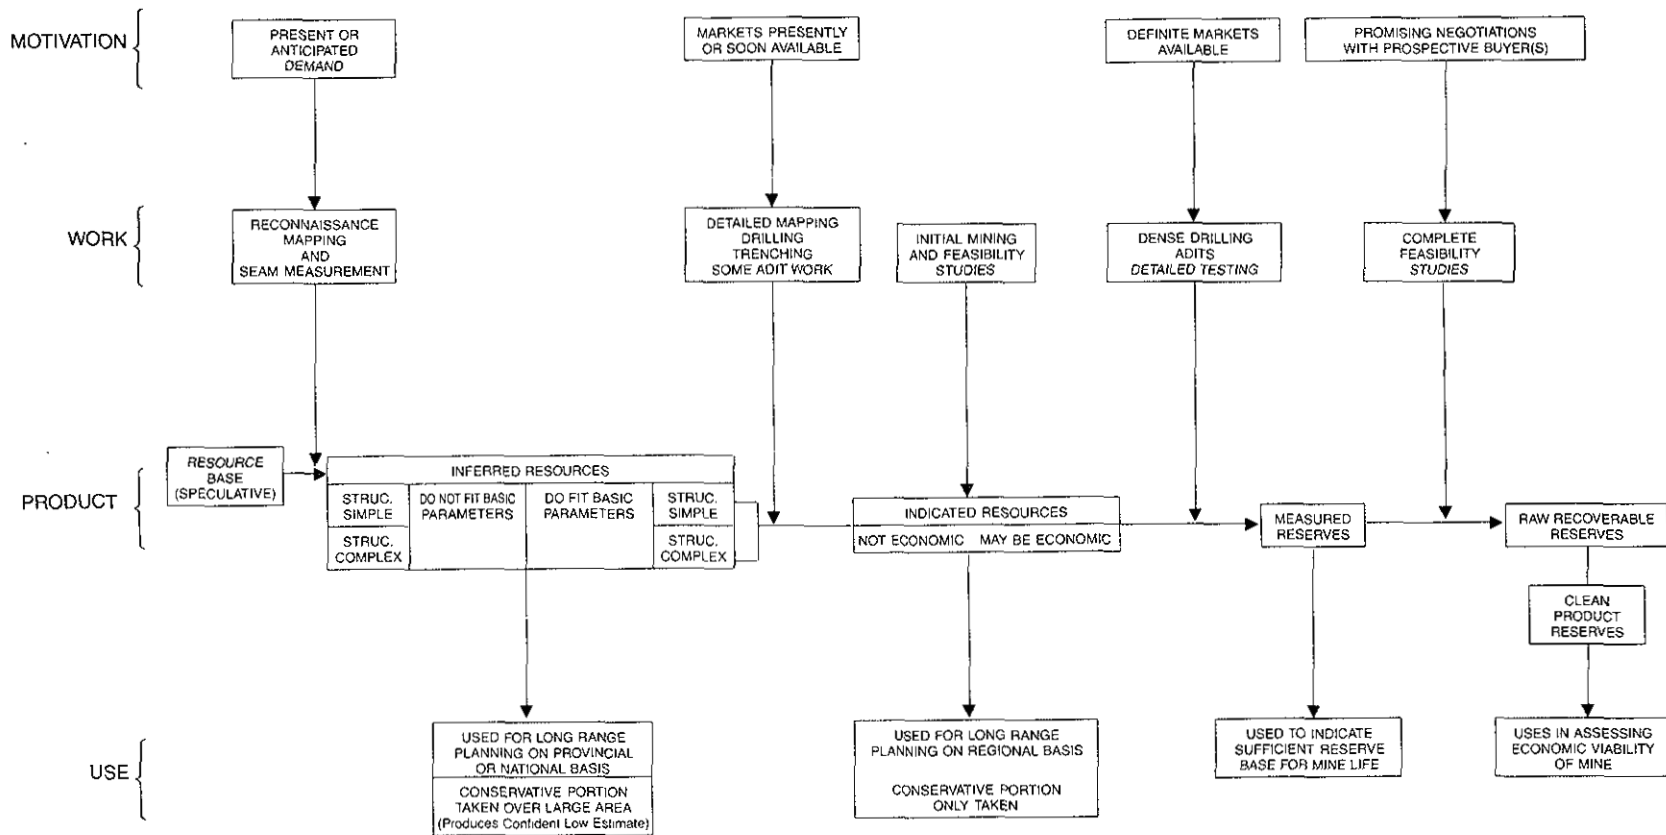 MOTIVATION
PRESENT OR
ANTICIPATED
DEMAND
MARKETS PRESENTLY
OR SOON AVAILABLE
DEFINITE MARKETS
AVAILABLE
PROMISING NEGOTIATIONS
WITH PROSPECTIVE BUYER(S)
WORK
RECONNAISSANCE
MAPPING
AND
SEAM MEASUREMENT
DETAILED MAPPING
DRILLING
TRENCHING
SOME ADIT WORK
INITIAL MINING
AND FEASIBILITY
STUDIES
DENSE DRILLING
ADITS
DETAILED TESTING
COMPLETE
FEASIBILITY
STUDIES
PRODUCT
RESOURCE
BASE
(SPECULATIVE)
INFERRED RESOURCES
STRUC.
SIMPLE
STRUC.
COMPLEX
DO NOT FIT BASIC
PARAMETERS
DO FIT BASIC
PARAMETERS
STRUC.
SIMPLE
STRUC.
COMPLEX
INDICATED RESOURCES
NOT ECONOMIC MAY BE ECONOMIC
MEASURED
RESERVES
RAW RECOVERABLE
RESERVES
CLEAN
PRODUCT
RESERVES
USE
USED FOR LONG RANGE
PLANNING ON PROVINCIAL
OR NATIONAL BASIS
CONSERVATIVE PORTION
TAKEN OVER LARGE AREA
(Produces Confident Low Estimate)
USED FOR LONG RANGE
PLANNING ON REGIONAL BASIS
CONSERVATIVE PORTION
ONLY TAKEN
USED TO INDICATE
SUFFICIENT RESERVE
BASE FOR MINE LIFE
USES IN ASSESSING
ECONOMIC VIABILITY
OF MINE